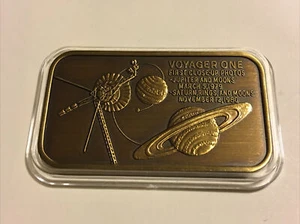 VOYAGER ONE
FIRST CLOSEUP PHOTOS
•JUPITER AND MOONS
MARCH 5, 1979
•SATURN, RINGS AND MOONS
NOVEMBER 12, 1980